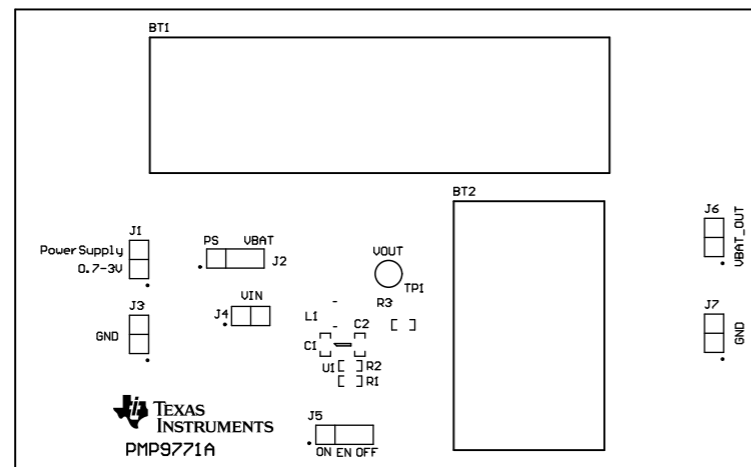 BT1
BT2
J1
Power Supply
0.7-3V
PS VBAT
J2
VOUT
TP1
J6
VBAT_OUT
J3
GND
VIN
J4
L1
R3
C2
C1
U1
R2
R1
J7
GND
TEXAS
INSTRUMENTS
PMP9771A
J5
ON EN OFF